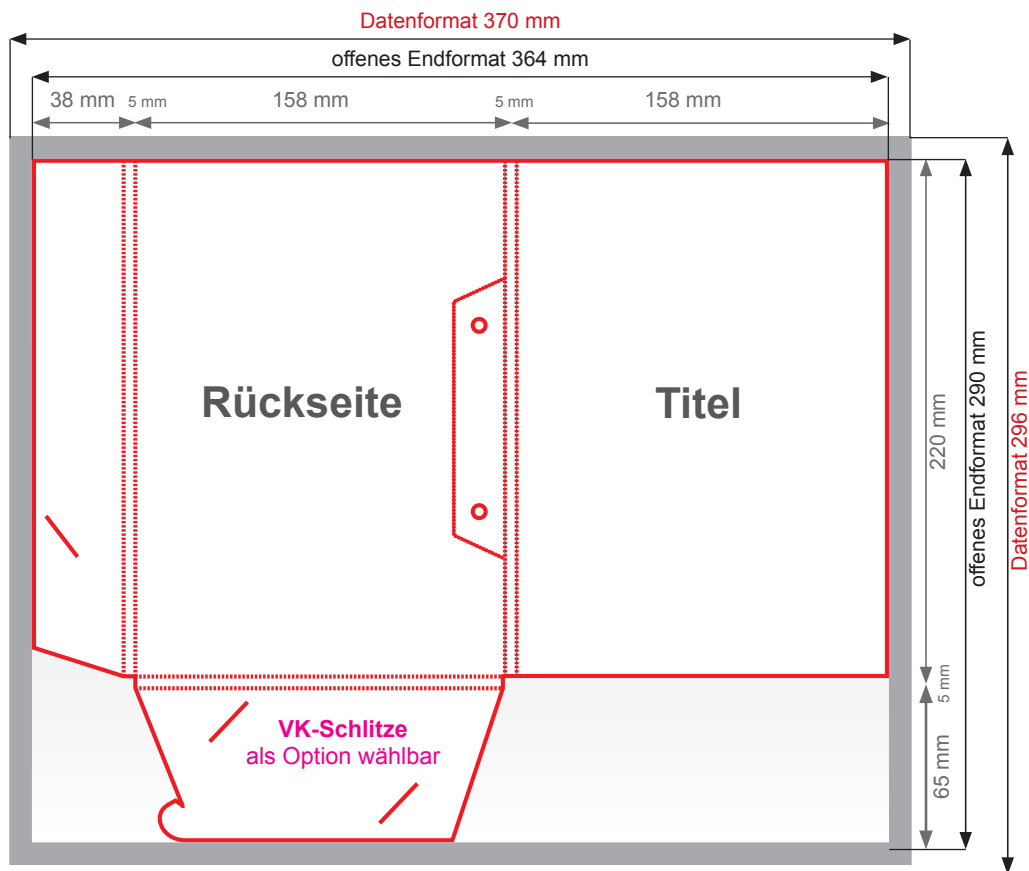 Datenformat 370 mm
offenes Endformat 364 mm
38 mm 5 mm 158 mm 5 mm 158 mm
Rückseite
Titel
220 mm
offenes Endformat 290 mm
Datenformat 296 mm
5 mm
65 mm
VK-Schlitze
als Option wählbar